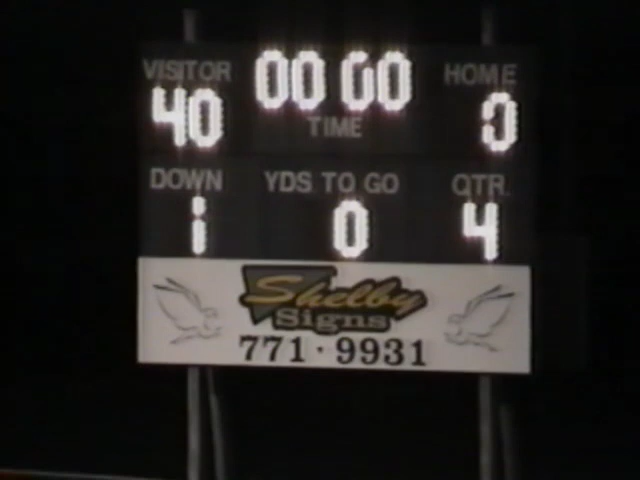 VISITOR 00 00 HOME
40 TIME 0
DOWN YDS TO GO QTR.
1 0 4
Shelby
Signs
771·9931